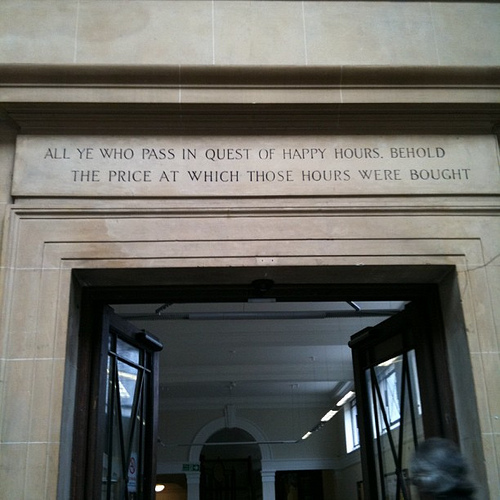 ALL YE WHO PASS IN QUEST OF HAPPY HOURS, BEHOLD
THE PRICE AT WHICH THOSE HOURS WERE BOUGHT